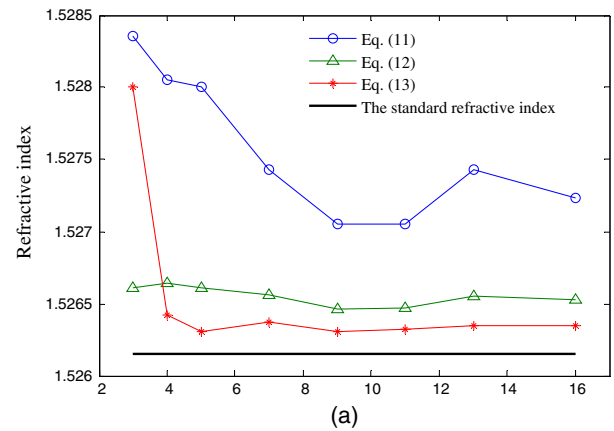 1.5285
1.528
1.5275
1.527
1.5265
1.526
Refractive index
Eq. (11)
Eq. (12)
Eq. (13)
The standard refractive index
2 4 6 8 10 12 14 16
(a)